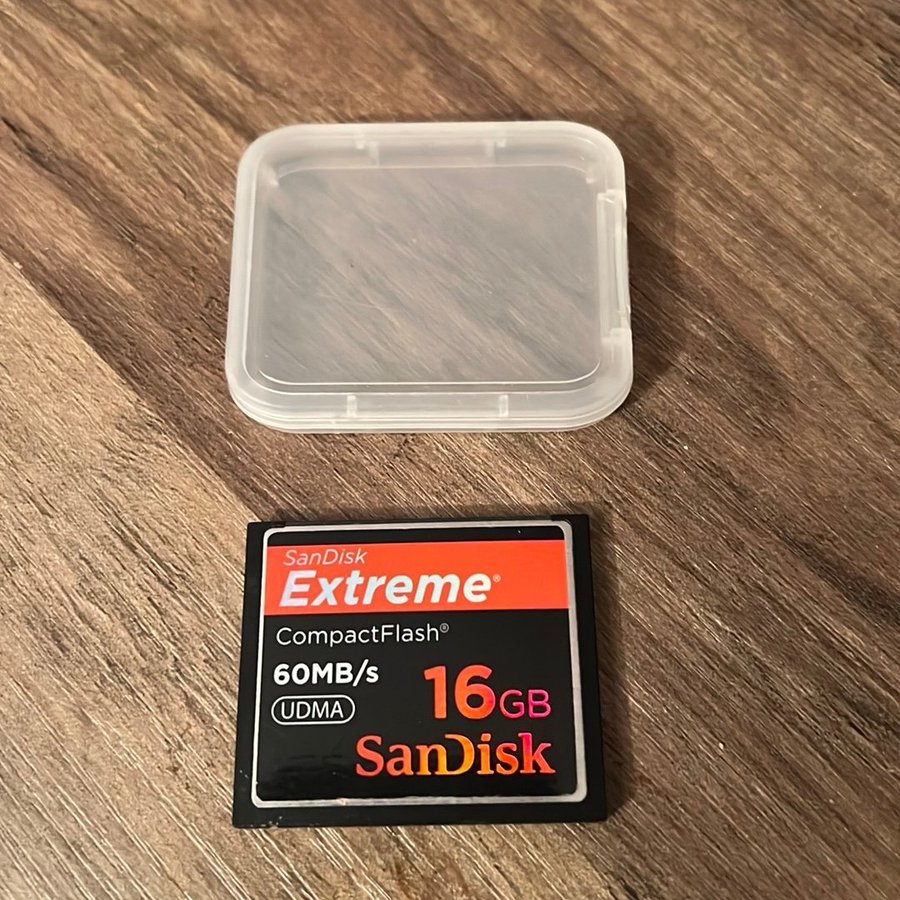 SanDisk
Extreme®
CompactFlash®
60MB/s
16GB
UDMA
SanDisk